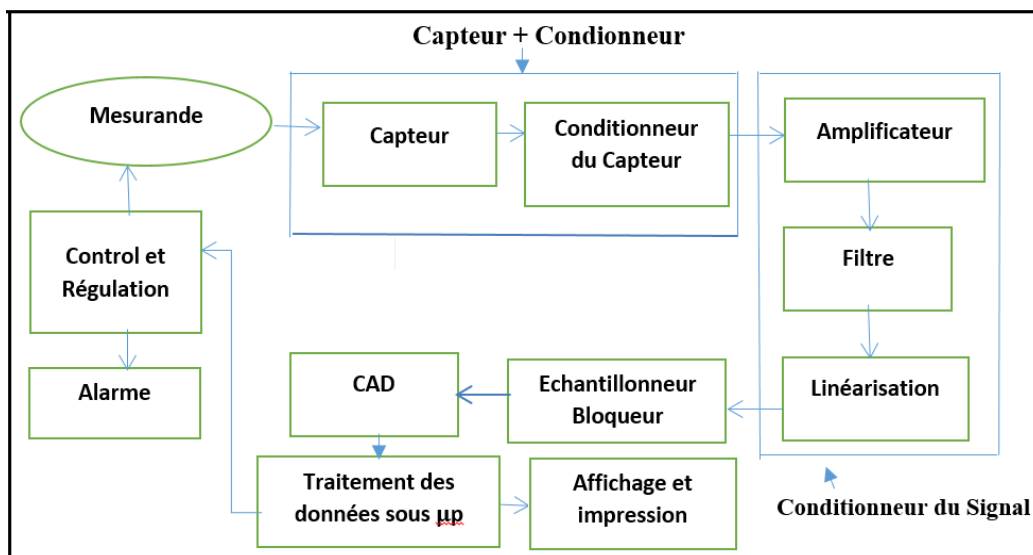 Capteur + Condionneur
Mesurande
Capteur
Conditionneur
du Capteur
Amplificateur
Control et
Régulation
Filtre
Alarme
CAD
Echantillonneur
Bloqueur
Linéarisation
Traitement des
données sous µp
Affichage et
impression
Conditionneur du Signal